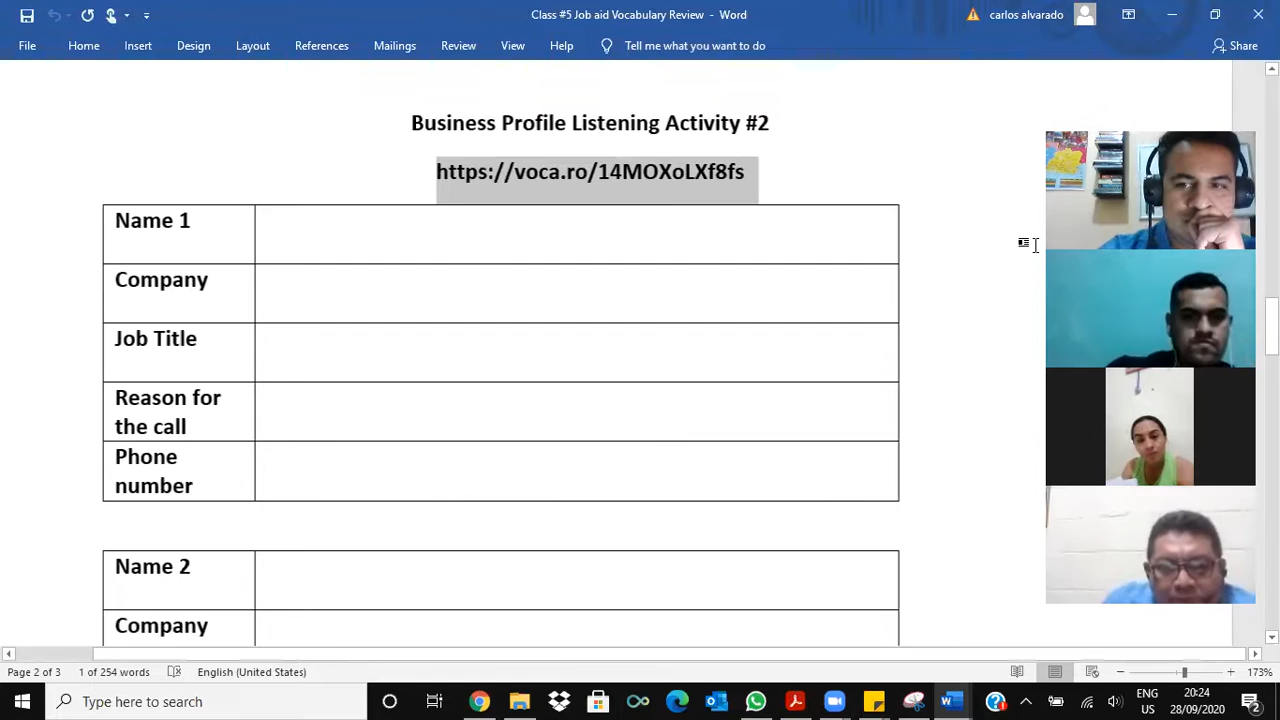 Class #5 Job aid Vocabulary Review - Word
carlos alvarado
File Home Insert Design Layout References Mailings Review View Help Tell me what you want to do Share
Business Profile Listening Activity #2
https://voca.ro/14MOXoLXf8fs
Name 1
Company
Job Title
Reason for
the call
Phone
number
Name 2
Company
Page 2 of 3 1 of 254 words English (United States) 173%
Type here to search
ENG 20:24
US 28/09/2020
2